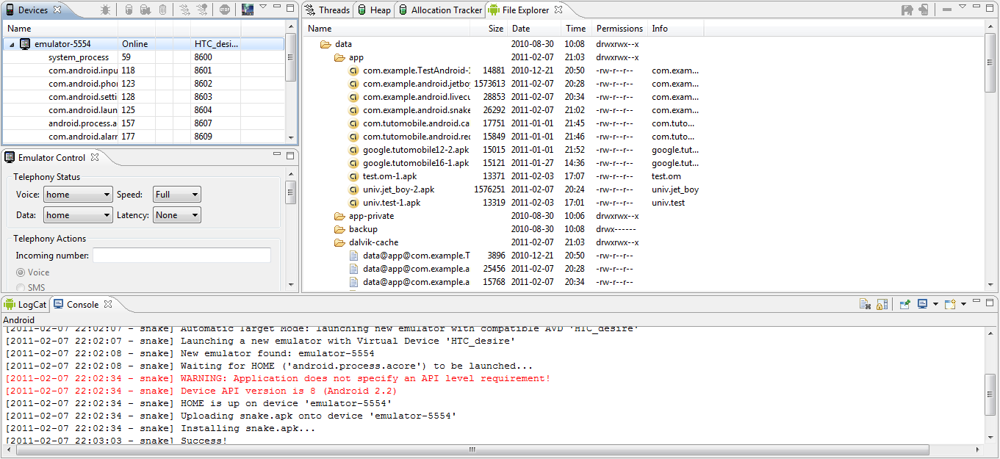 Devices
Name
emulator-5554 Online HTC_desi...
system_process 59 8600
com.android.inpu 118 8601
com.android.pho 123 8602
com.android.setti 128 8603
com.android.laun 125 8604
android.process.a 157 8607
com.android.alarr 177 8609
Emulator Control
Telephony Status
Voice: home Speed: Full
Data: home Latency: None
Telephony Actions
Incoming number:
Voice
SMS
Threads Heap Allocation Tracker File Explorer
Name Size Date Time Permissions Info
data 2010-08-30 10:08 drwxrwx--x
app 2011-02-07 21:03 drwxrwx--x
com.example.TestAndroid-1 14881 2010-12-21 20:50 -rw-r--r-- com.exam...
com.example.android.jetbo 1573613 2011-02-07 20:28 -rw-r--r-- com.exam...
com.example.android.livecu 28853 2011-02-07 20:34 -rw-r--r-- com.exam...
com.example.android.snake 26292 2011-02-07 21:02 -rw-r--r-- com.exam...
com.tutomobile.android.ca 17751 2011-01-01 21:45 -rw-r--r-- com.tuto...
com.tutomobile.android.rec 15849 2011-01-01 21:46 -rw-r--r-- com.tuto...
google.tutomobile12-2.apk 15015 2011-01-01 21:52 -rw-r--r-- google.tut...
google.tutomobile16-1.apk 15121 2011-01-27 14:36 -rw-r--r-- google.tut...
test.om-1.apk 13371 2011-02-03 17:07 -rw-r--r-- test.om
univ.jet_boy-2.apk 1576251 2011-02-07 20:24 -rw-r--r-- univ.jet_boy
univ.test-1.apk 13319 2011-02-03 17:01 -rw-r--r-- univ.test
app-private 2010-08-30 10:06 drwxrwx--x
backup 2010-08-30 10:08 drwx------
dalvik-cache 2011-02-07 21:03 drwxrwx--x
data@app@com.example.T 3896 2010-12-21 20:50 -rw-r--r--
data@app@com.example.a 25456 2011-02-07 20:28 -rw-r--r--
data@app@com.example.a 15768 2011-02-07 20:34 -rw-r--r--
LogCat Console
Android
[2011-02-07 22:02:07 - snake] Automatic Target Mode: launching new emulator with compatible AVD 'HTC_desire'
[2011-02-07 22:02:07 - snake] Launching a new emulator with Virtual Device 'HTC_desire'
[2011-02-07 22:02:08 - snake] New emulator found: emulator-5554
[2011-02-07 22:02:08 - snake] Waiting for HOME ('android.process.acore') to be launched...
[2011-02-07 22:02:34 - snake] WARNING: Application does not specify an API level requirement!
[2011-02-07 22:02:34 - snake] Device API version is 8 (Android 2.2)
[2011-02-07 22:02:34 - snake] HOME is up on device 'emulator-5554'
[2011-02-07 22:02:34 - snake] Uploading snake.apk onto device 'emulator-5554'
[2011-02-07 22:02:34 - snake] Installing snake.apk...
[2011-02-07 22:03:03 - snake] Success!